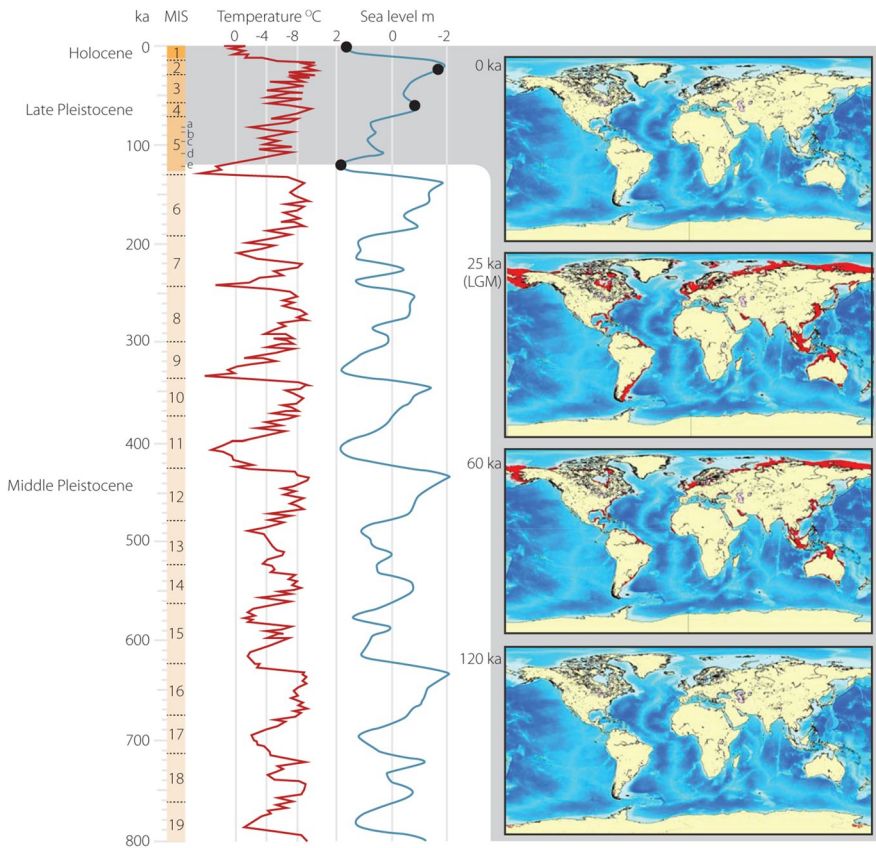 ka MIS Temperature ⁰C Sea level m
0 -4 -8 2 0 -2
Holocene
0
1
2
3
Late Pleistocene
4
a
b
5
c
100
d
e
6
200
7
8
300
9
10
400
11
Middle Pleistocene
12
500
13
14
15
600
16
17
700
18
19
800
0 ka
25 ka
(LGM)
60 ka
120 ka